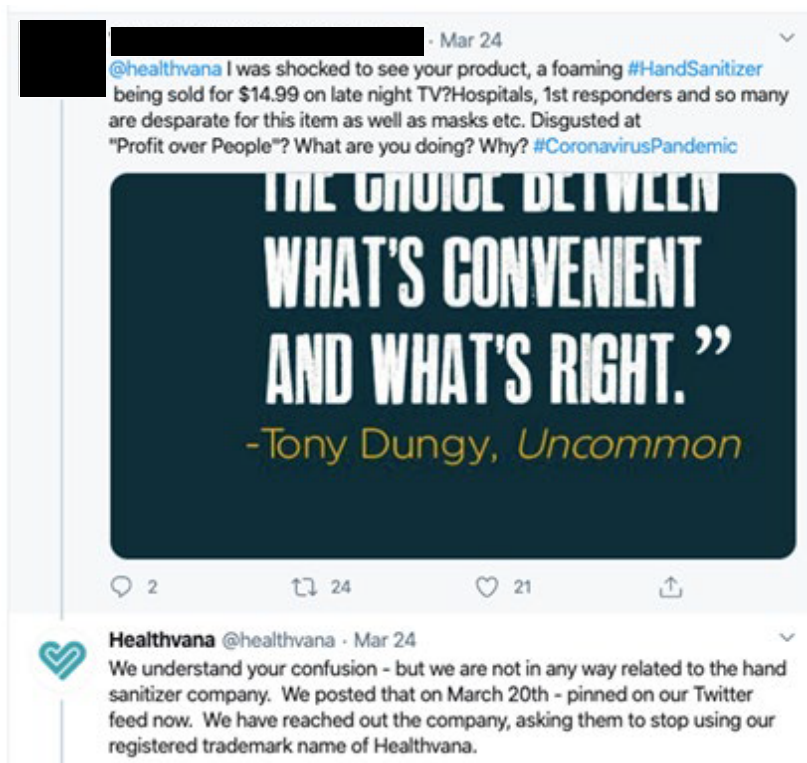 · Mar 24
@healthvana I was shocked to see your product, a foaming #HandSanitizer
being sold for $14.99 on late night TV?Hospitals, 1st responders and so many
are desparate for this item as well as masks etc. Disgusted at
"Profit over People"? What are you doing? Why? #CoronavirusPandemic
THE CHOICE BETWEEN
WHAT'S CONVENIENT
AND WHAT'S RIGHT.”
-Tony Dungy, Uncommon
2 24 21
Healthvana @healthvana · Mar 24
We understand your confusion - but we are not in any way related to the hand
sanitizer company. We posted that on March 20th - pinned on our Twitter
feed now. We have reached out the company, asking them to stop using our
registered trademark name of Healthvana.